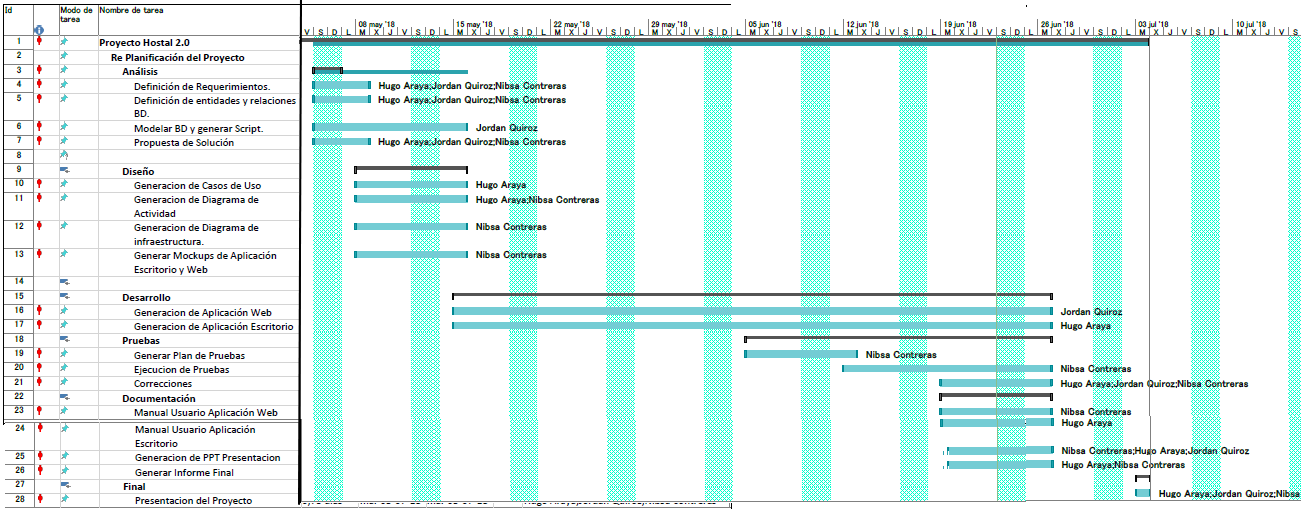 Id Modo de tarea Nombre de tarea
08 may '18 15 may '18 22 may '18 29 may '18 05 jun '18 12 jun '18 19 jun '18 26 jun '18 03 jul '18 10 jul '18
V S D L M X J V S D L M X J V S D L M X J V S D L M X J V S D L M X J V S D L M X J V S D L M X J V S D L M X J V S D L M X J V S D L M X J V S
1 Proyecto Hostal 2.0
2 Re Planificación del Proyecto
3 Análisis
4 Definición de Requerimientos. Hugo Araya;Jordan Quiroz;Nibsa Contreras
5 Definición de entidades y relaciones BD. Hugo Araya;Jordan Quiroz;Nibsa Contreras
6 Modelar BD y generar Script. Jordan Quiroz
7 Propuesta de Solución Hugo Araya;Jordan Quiroz;Nibsa Contreras
8
9 Diseño
10 Generacion de Casos de Uso Hugo Araya
11 Generacion de Diagrama de Actividad Hugo Araya;Nibsa Contreras
12 Generacion de Diagrama de infraestructura. Nibsa Contreras
13 Generar Mockups de Aplicación Escritorio y Web Nibsa Contreras
14
15 Desarrollo
16 Generación de Aplicación Web Jordan Quiroz
17 Generación de Aplicación Escritorio Hugo Araya
18 Pruebas
19 Generar Plan de Pruebas Nibsa Contreras
20 Ejecucion de Pruebas Nibsa Contreras
21 Correcciones Hugo Araya;Jordan Quiroz;Nibsa Contreras
22 Documentación
23 Manual Usuario Aplicación Web Nibsa Contreras
24 Manual Usuario Aplicación Escritorio Hugo Araya
25 Generacion de PPT Presentacion Nibsa Contreras;Hugo Araya;Jordan Quiroz
26 Generar Informe Final Hugo Araya;Nibsa Contreras
27 Final
28 Presentacion del Proyecto Hugo Araya;Jordan Quiroz;Nibsa